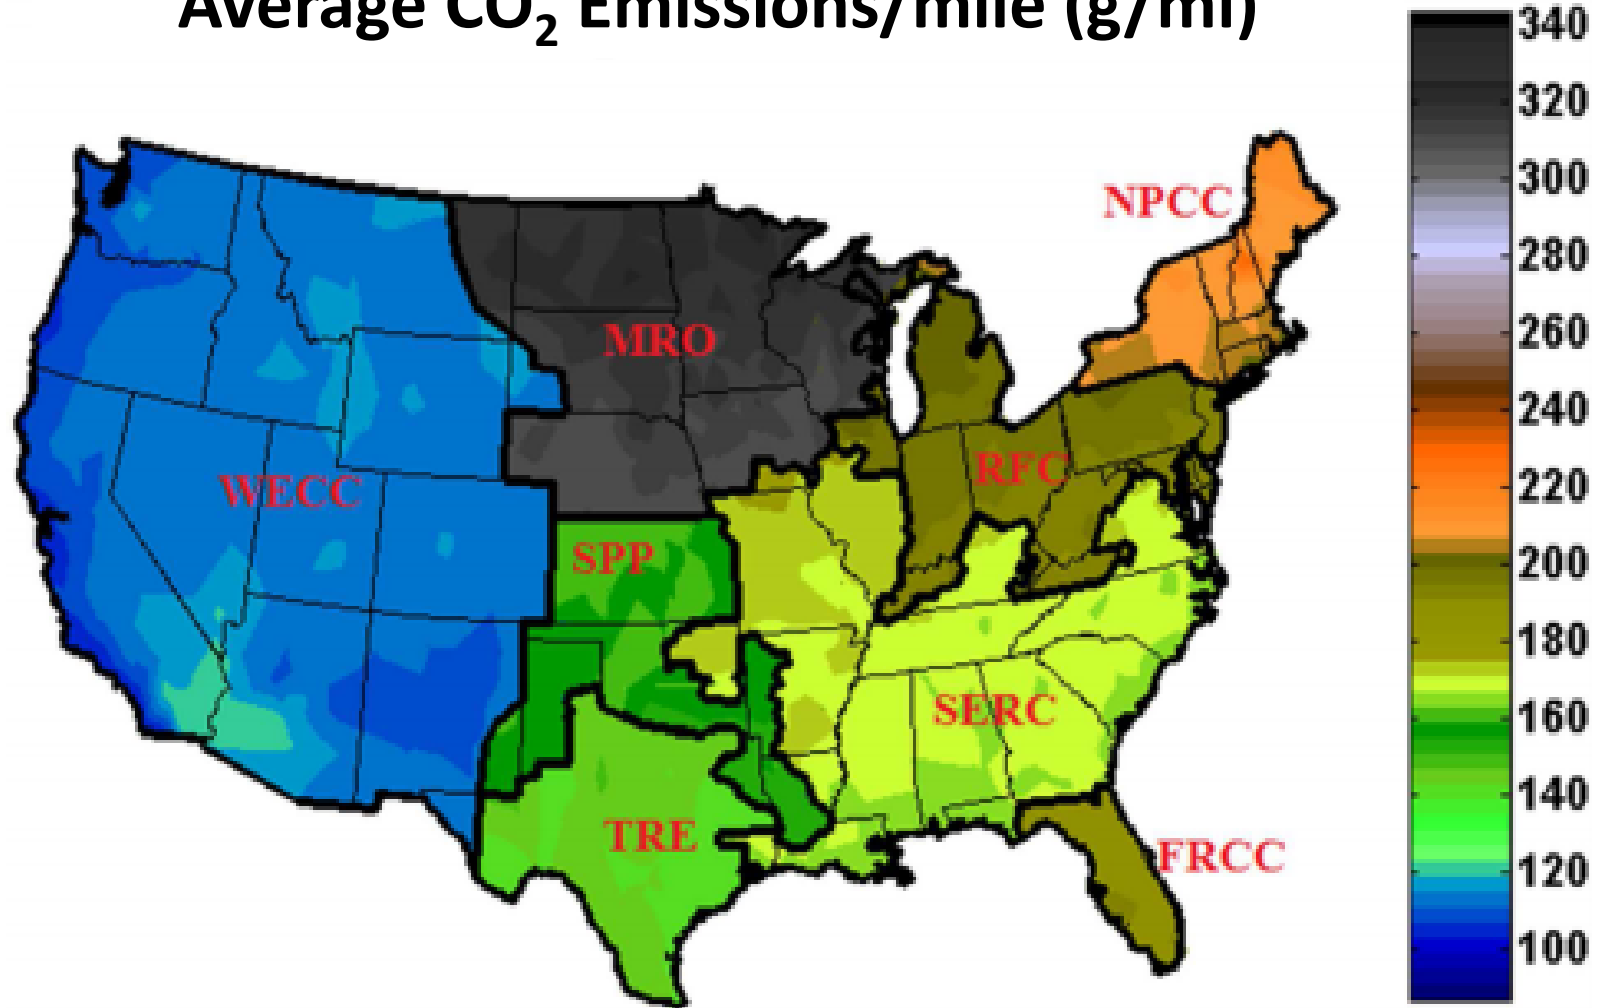 Average CO₂ Emissions/mile (g/mi)
340
320
300
280
260
240
220
200
180
160
140
120
100
NPCC
MRO
RFC
WECC
SPP
SERC
TRE
FRCC